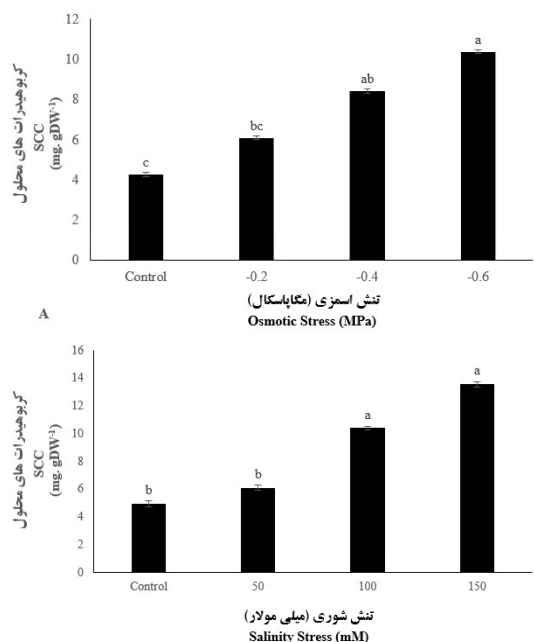 12
10
8
6
4
2
0
کربوهیدرات های محلول
SCC
(mg. gDW-1)
c
bc
ab
a
Control
-0.2
-0.4
-0.6
تنش اسمزی (مگاپاسکال)
Osmotic Stress (MPa)
A
16
14
12
10
8
6
4
2
0
کربوهیدرات های محلول
SCC
(mg. gDW-1)
b
b
a
a
Control
50
100
150
تنش شوری (میلی مولار)
Salinity Stress (mM)